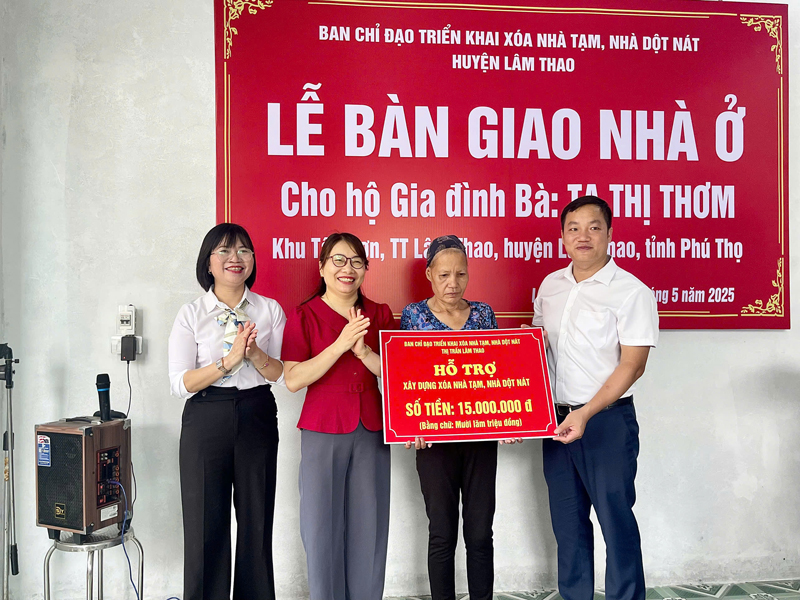 BAN CHỈ ĐẠO TRIỂN KHAI XÓA NHÀ TẠM, NHÀ DỘT NÁT
HUYỆN LÂM THAO
LỄ BÀN GIAO NHÀ Ở
Cho hộ Gia đình Bà: TẠ THỊ THƠM
Khu TT Lâm Thao, huyện tỉnh Phú Thọ
5 năm 2025
BAN CHỈ ĐẠO TRIỂN KHAI XÓA NHÀ TẠM, NHÀ DỘT NÁT
THỊ TRẤN LÂM THAO
HỖ TRỢ
XÂY DỰNG XÓA NHÀ TẠM, NHÀ DỘT NÁT
SỐ TIỀN: 15.000.000 đ
(Bằng chữ: Mười lăm triệu đồng)